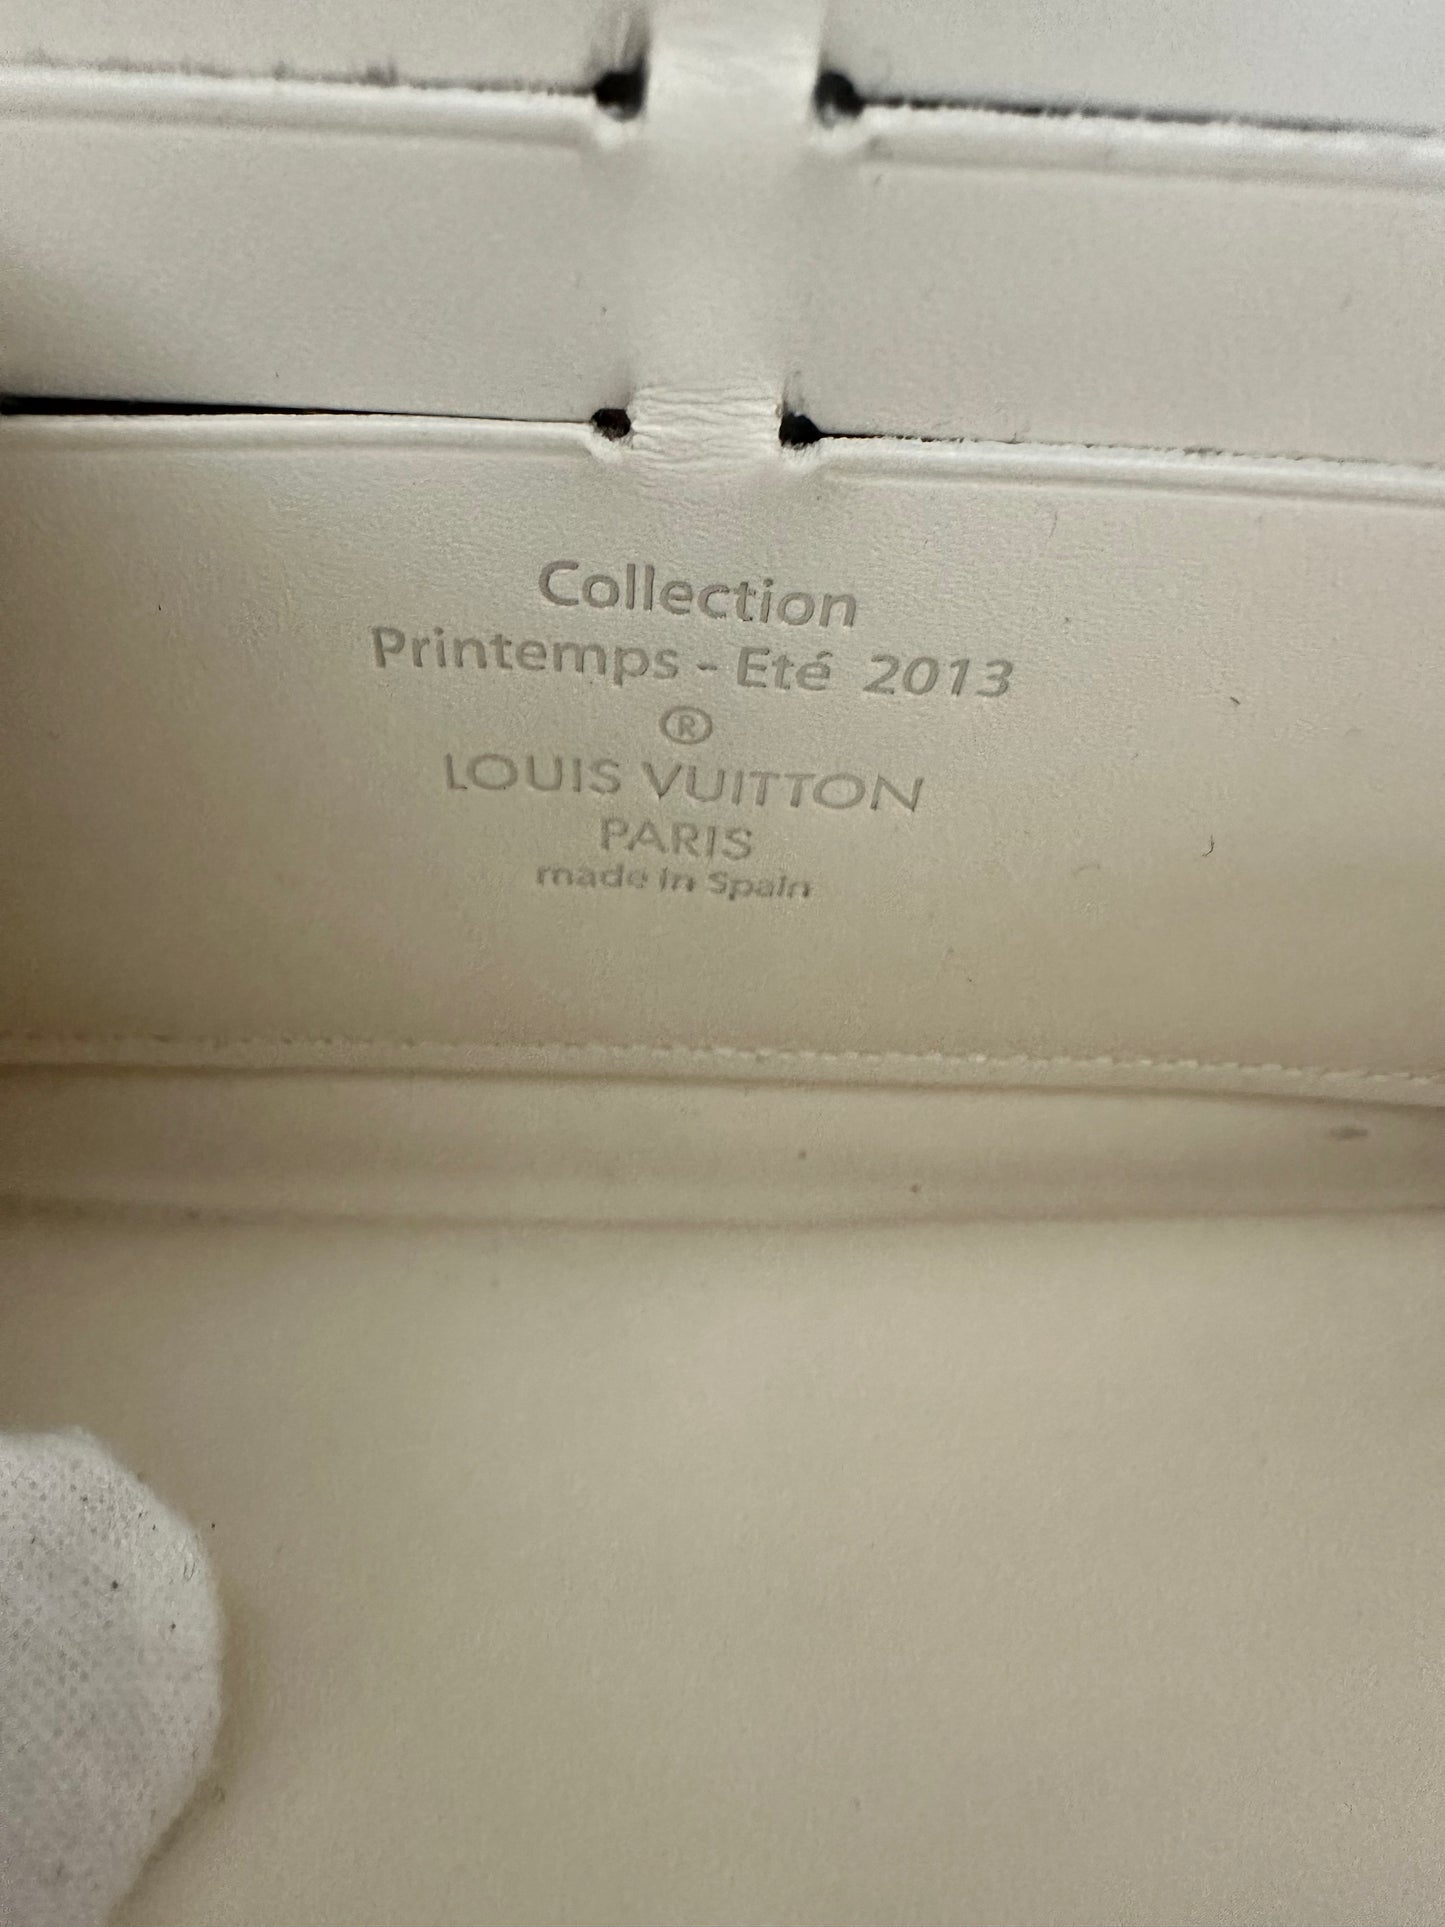 Collection
Printemps - Eté 2013
®
LOUIS VUITTON
PARIS
made in Spain